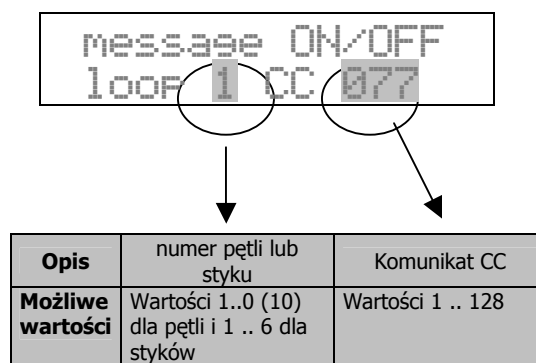 message ON/OFF
loop 1 CC 077
Opis
numer pętli lub
styku
Komunikat CC
Możliwe
wartości
Wartości 1..0 (10)
dla pętli i 1 .. 6 dla
styków
Wartości 1 .. 128